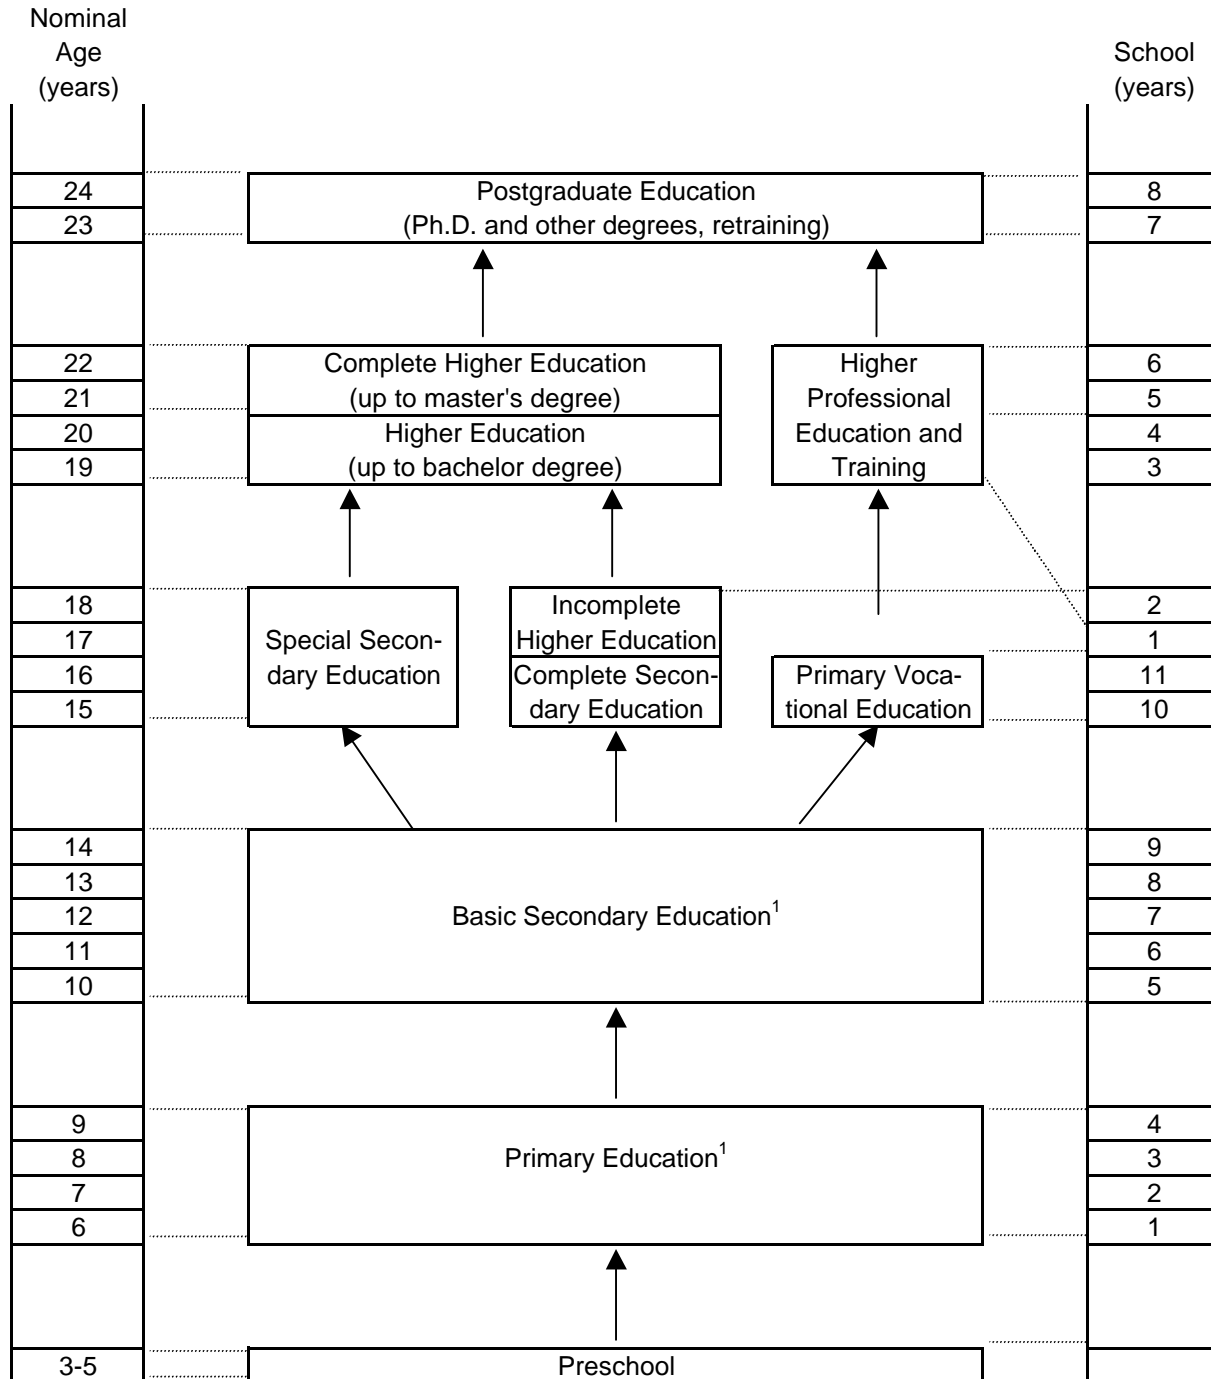 Nominal
Age
(years)
School
(years)
24
Postgraduate Education
8
23
(Ph.D. and other degrees, retraining)
7
22
Complete Higher Education
Higher
6
21
(up to master's degree)
Professional
5
20
Higher Education
Education and
4
19
(up to bachelor degree)
Training
3
18
Incomplete
2
17
Special Secon-
Higher Education
1
16
dary Education
Complete Secon-
Primary Voca-
11
15
dary Education
tional Education
10
14
9
13
8
12
Basic Secondary Education1
7
11
6
10
5
9
4
8
Primary Education1
3
7
2
6
1
3-5
Preschool